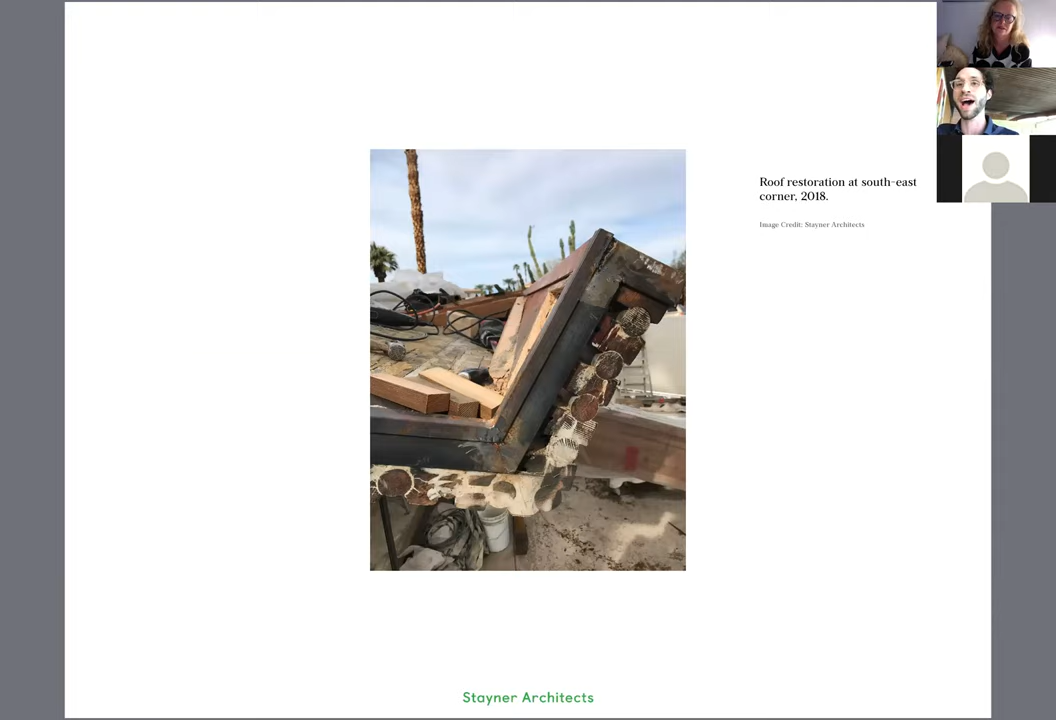 Roof restoration at south-east
corner, 2018.
Image Credit: Stayner Architects
Stayner Architects